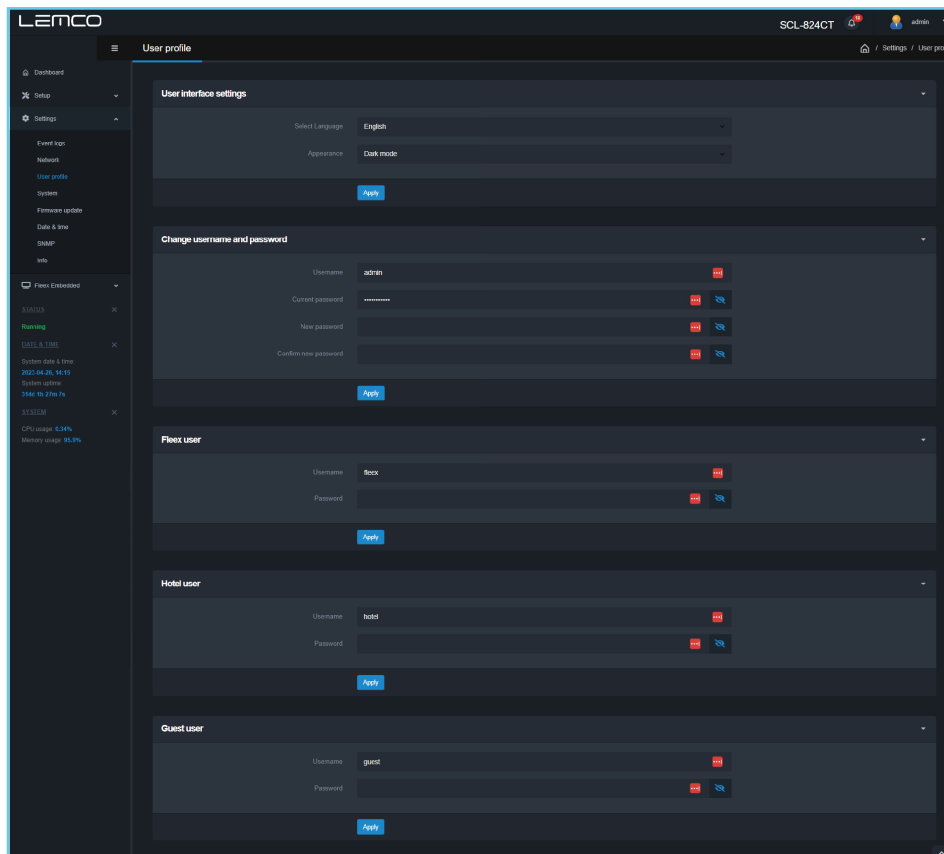 LEMCO
SCL-824CT
admin
User profile
/ Settings / User pro
Dashboard
Setup
Settings
Event logs
Network
User profile
System
Firmware update
Date & time
SNMP
Info
Fleex Embedded
STATUS
Running
DATE & TIME
System date & time:
2023-04-26, 14:15
System uptime:
314d 1h 27m 7s
SYSTEM
CPU usage: 0.34%
Memory usage: 95.9%
User interface settings
Select Language
English
Appearance
Dark mode
Apply
Change username and password
Username
admin
Current password
New password
Confirm new password
Apply
Fleex user
Username
fleex
Password
Apply
Hotel user
Username
hotel
Password
Apply
Guest user
Username
guest
Password
Apply